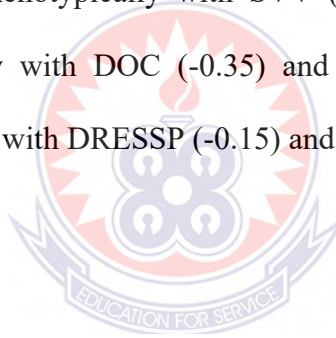 with DOC (-0.35) and
with DRESSP (-0.15) and
EDUCATION FOR SERVICE